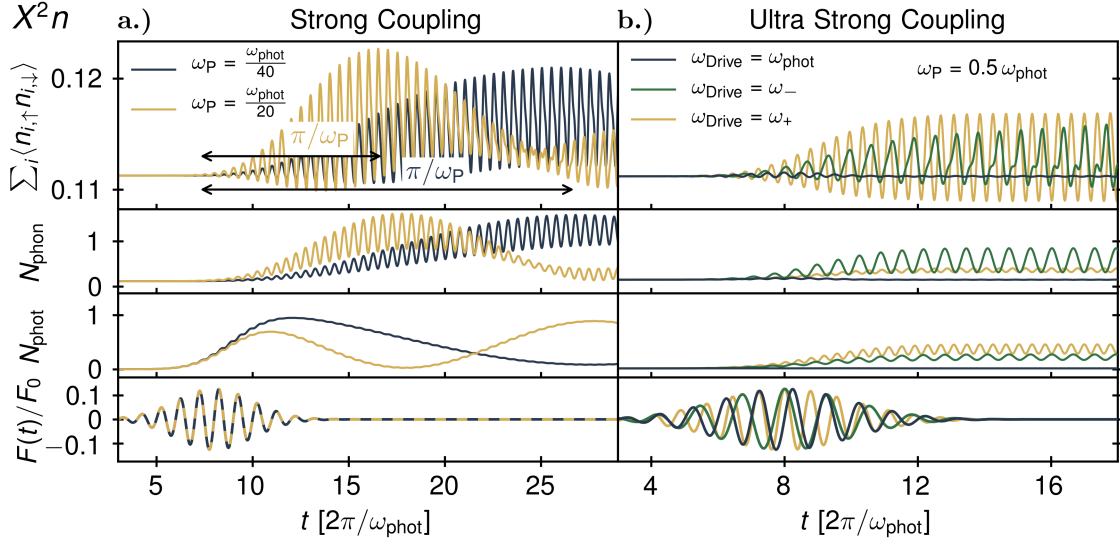 X²n
a.) Strong Coupling
b.) Ultra Strong Coupling
∑ᵢ⟨n_{i,↑} n_{i,↓}⟩
0.12
0.11
ω_P = ω_phot/40
ω_P = ω_phot/20
π/ω_P
π/ω_P
ω_Drive = ω_phot
ω_Drive = ω_−
ω_Drive = ω_+
ω_P = 0.5 ω_phot
N_phon
1
0
N_phot
1
0
F(t)/F₀
0.1
0
−0.1
5 10 15 20 25
t [2π/ω_phot]
4 8 12 16
t [2π/ω_phot]